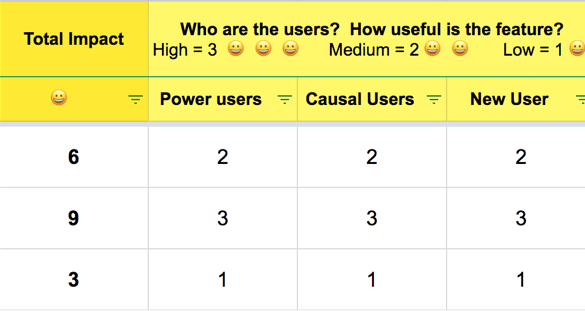 Total Impact
Who are the users? How useful is the feature?
High = 3 😀 😀 😀 Medium = 2 😀 😀 Low = 1 😀
😀 Power users Causal Users New User
6 2 2 2
9 3 3 3
3 1 1 1